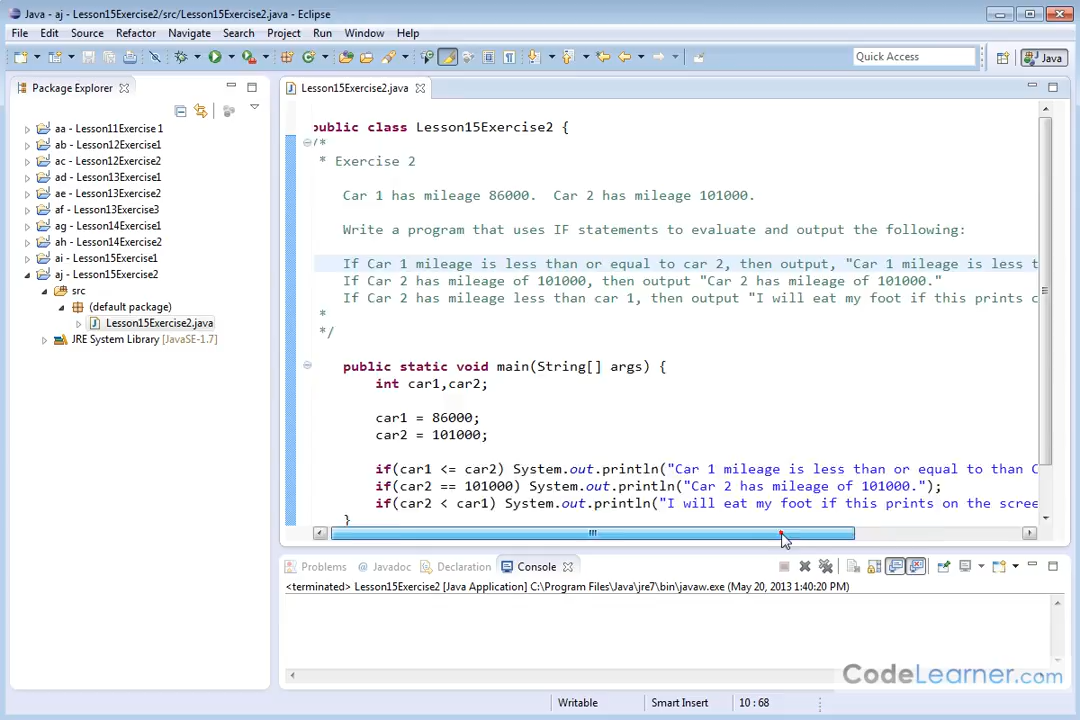 Java - aj - Lesson15Exercise2/src/Lesson15Exercise2.java - Eclipse
File Edit Source Refactor Navigate Search Project Run Window Help
Quick Access
Java
Package Explorer
aa - Lesson11Exercise1
ab - Lesson12Exercise1
ac - Lesson12Exercise2
ad - Lesson13Exercise1
ae - Lesson13Exercise2
af - Lesson13Exercise3
ag - Lesson14Exercise1
ah - Lesson14Exercise2
ai - Lesson15Exercise1
aj - Lesson15Exercise2
src
(default package)
Lesson15Exercise2.java
JRE System Library [JavaSE-1.7]
Lesson15Exercise2.java
public class Lesson15Exercise2 {
/*
* Exercise 2
Car 1 has mileage 86000. Car 2 has mileage 101000.
Write a program that uses IF statements to evaluate and output the following:
If Car 1 mileage is less than or equal to car 2, then output, "Car 1 mileage is less t
If Car 2 has mileage of 101000, then output "Car 2 has mileage of 101000."
If Car 2 has mileage less than car 1, then output "I will eat my foot if this prints c
*
*/
public static void main(String[] args) {
int car1,car2;
car1 = 86000;
car2 = 101000;
if(car1 <= car2) System.out.println("Car 1 mileage is less than or equal to than C
if(car2 == 101000) System.out.println("Car 2 has mileage of 101000.");
if(car2 < car1) System.out.println("I will eat my foot if this prints on the scree
}
Problems @ Javadoc Declaration Console
<terminated> Lesson15Exercise2 [Java Application] C:\Program Files\Java\jre7\bin\javaw.exe (May 20, 2013 1:40:20 PM)
CodeLearner.com
Writable Smart Insert 10 : 68